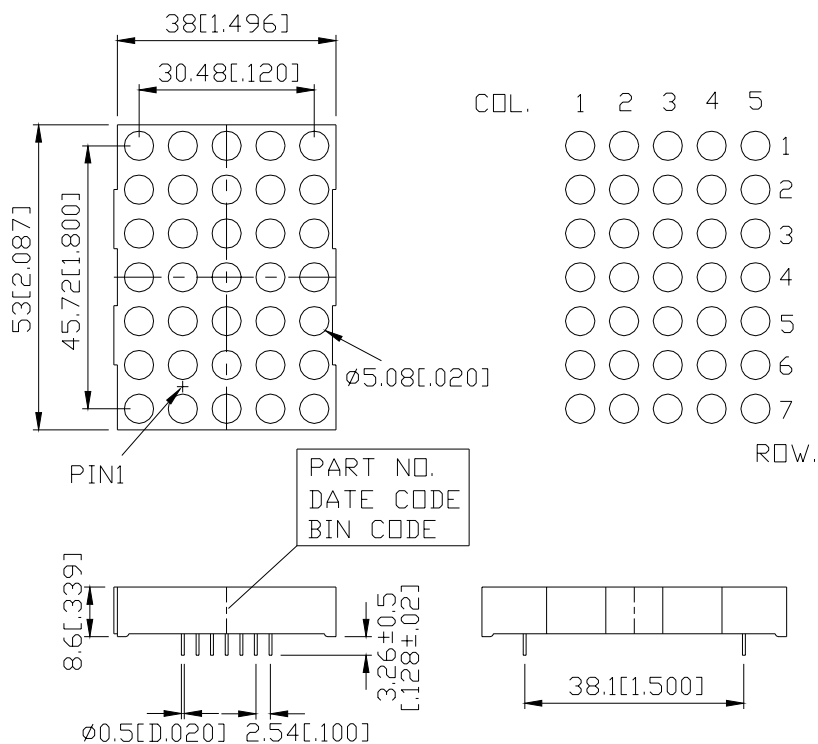 38[1.496]
30.48[.120]
53[2.087]
45.72[1.800]
Ø5.08[.020]
PIN1
COL. 1 2 3 4 5
1
2
3
4
5
6
7
ROW.
PART NO.
DATE CODE
BIN CODE
8.6[.339]
3.26±0.5
[.128±.02]
Ø0.5[D.020]
2.54[.100]
38.1[1.500]